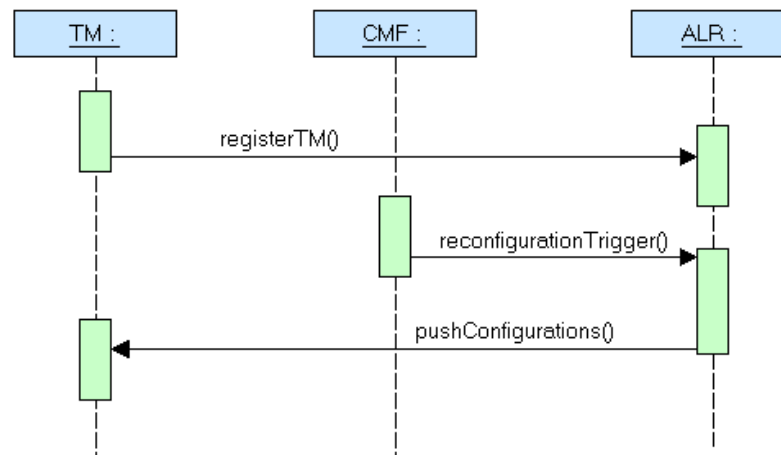 TM :
CMF :
ALR :
registerTM()
reconfigurationTrigger()
pushConfigurations()